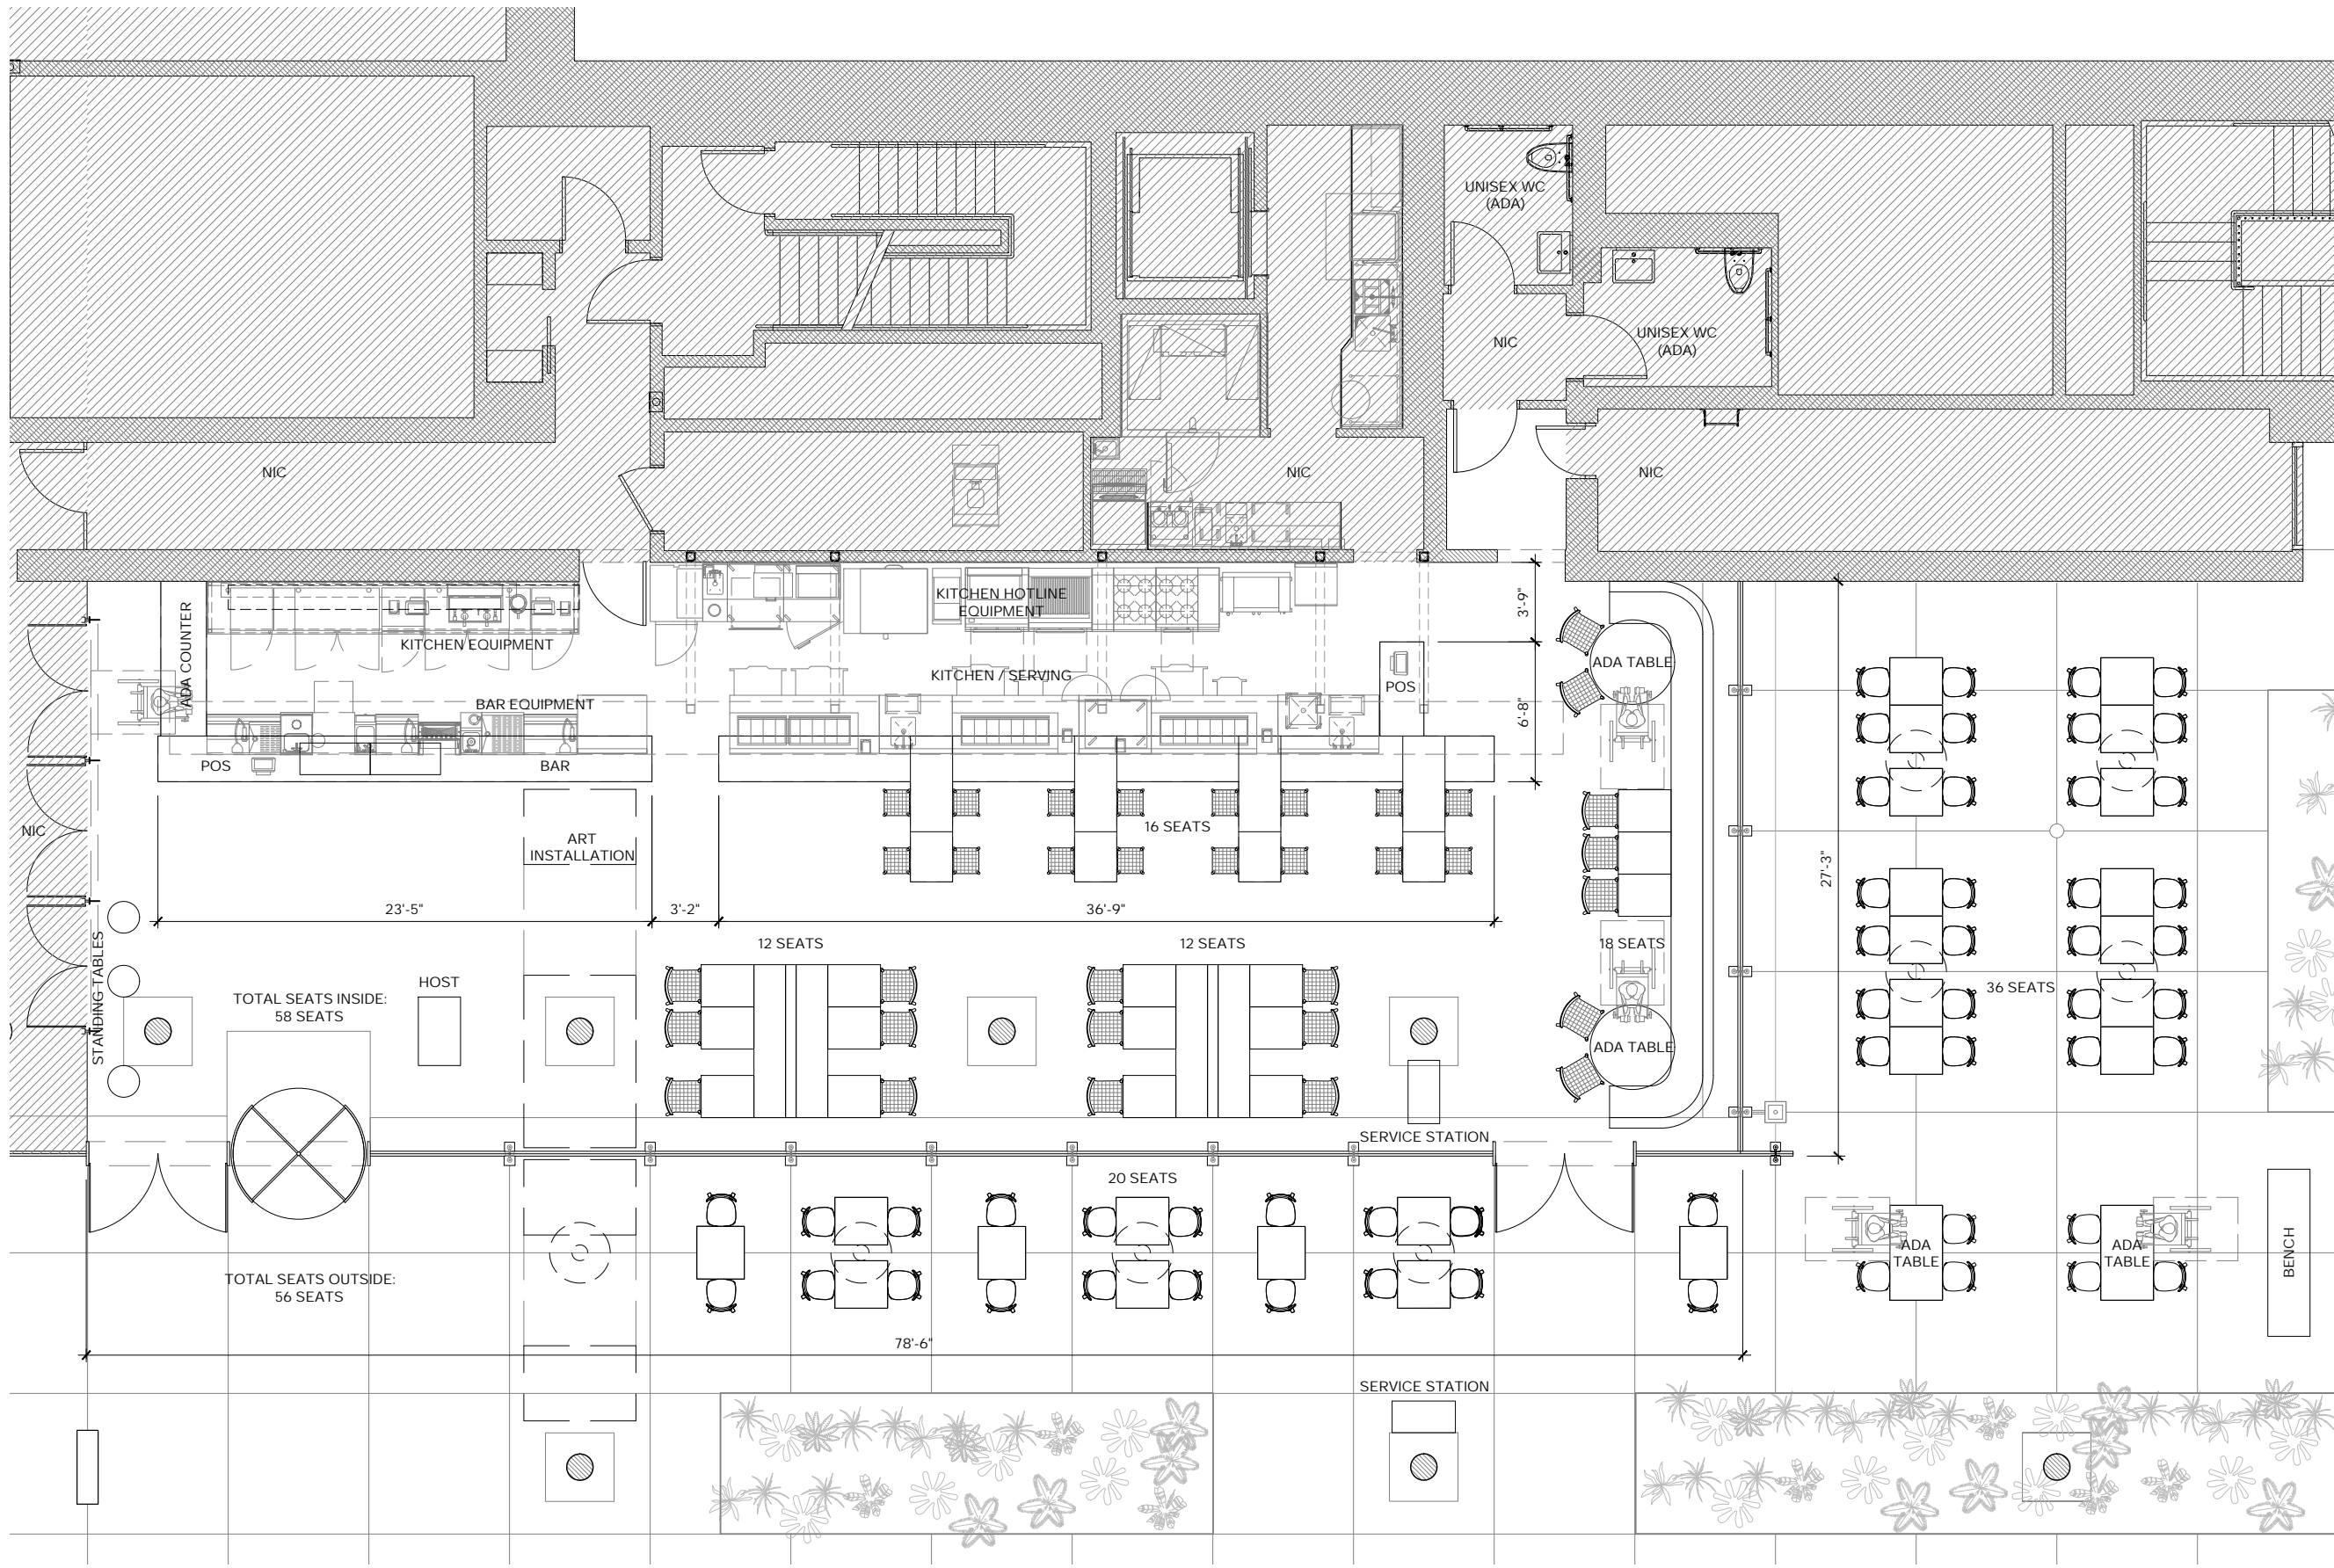 UNISEX WC
(ADA)
UNISEX WC
(ADA)
NIC
NIC
NIC
NIC
ADA COUNTER
KITCHEN EQUIPMENT
KITCHEN HOTLINE
EQUIPMENT
3'-9"
ADA TABLE
KITCHEN / SERVING
POS
BAR EQUIPMENT
6'-8"
POS
BAR
NIC
ART
INSTALLATION
16 SEATS
27'-3"
23'-5"
3'-2"
36'-9"
STANDING TABLES
12 SEATS
12 SEATS
18 SEATS
HOST
TOTAL SEATS INSIDE:
58 SEATS
36 SEATS
ADA TABLE
SERVICE STATION
20 SEATS
ADA
TABLE
ADA
TABLE
BENCH
TOTAL SEATS OUTSIDE:
56 SEATS
78'-6"
SERVICE STATION